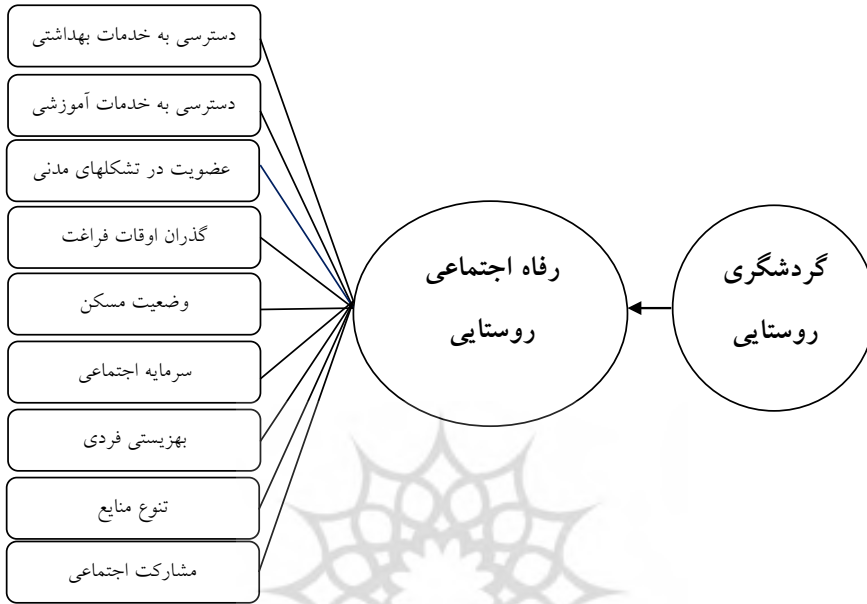 دسترسی به خدمات بهداشتی
دسترسی به خدمات آموزشی
عضویت در تشکلهای مدنی
گذران اوقات فراغت
وضعیت مسکن
سرمایه اجتماعی
بهزیستی فردی
تنوع منایع
مشارکت اجتماعی
رفاه اجتماعی
روستایی
گردشگری
روستایی